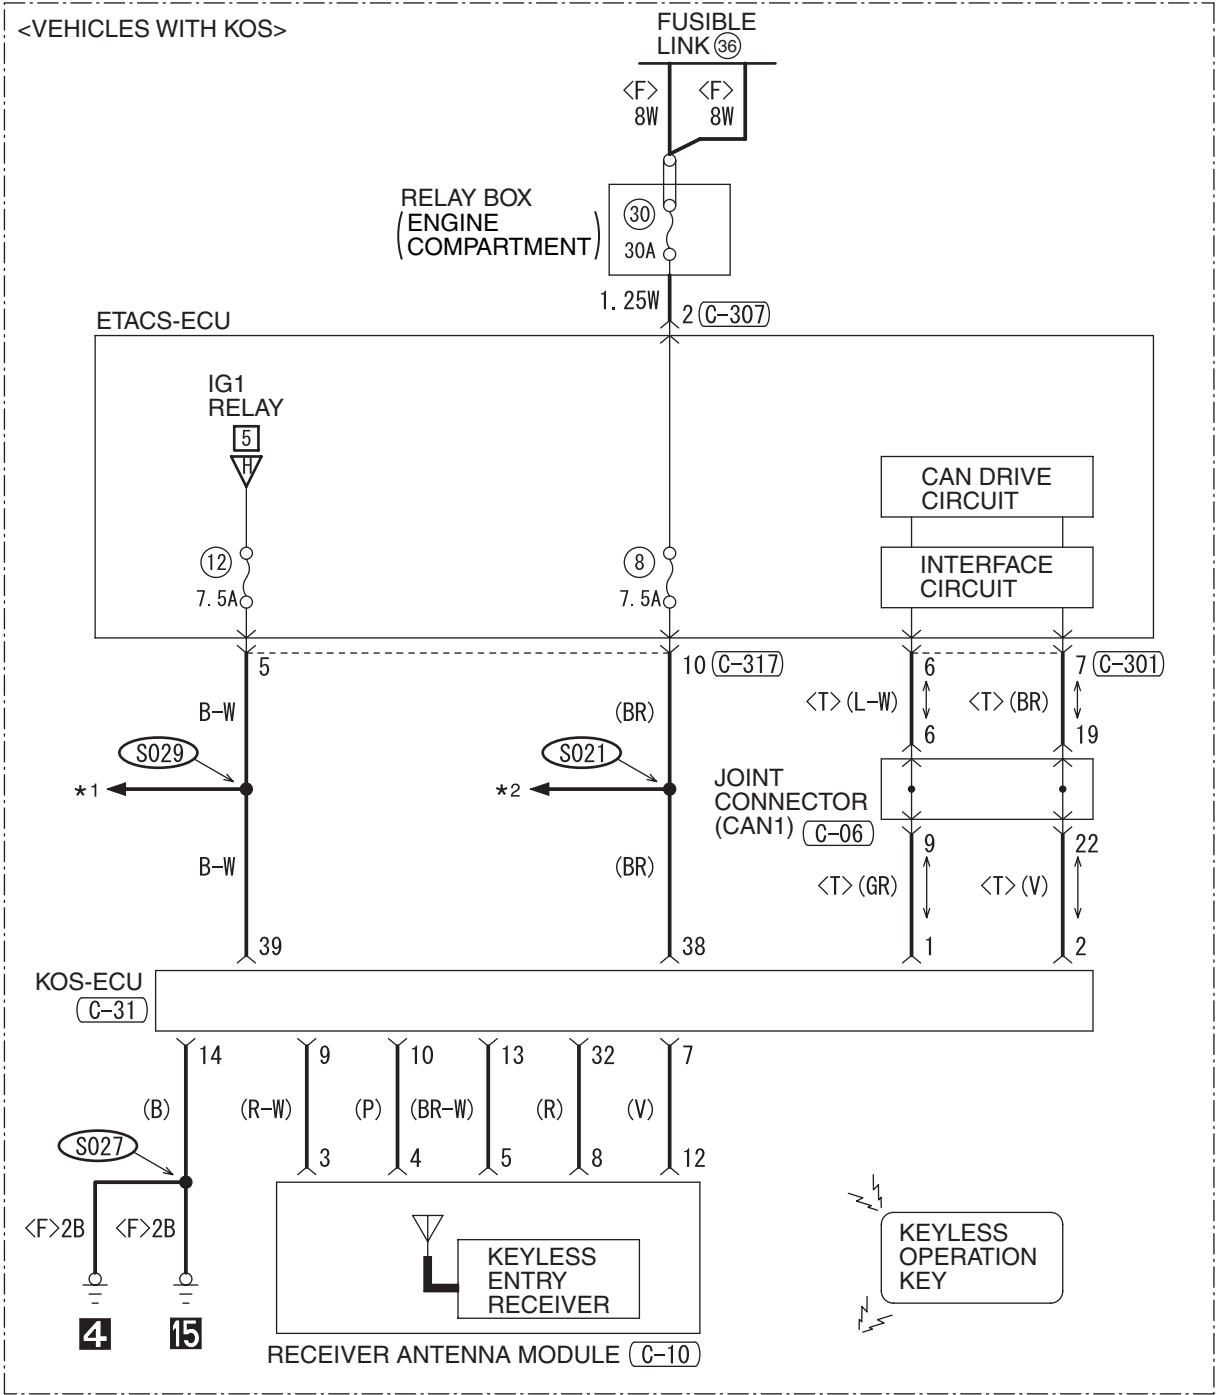 <VEHICLES WITH KOS>
FUSIBLE
LINK 36
<F> <F>
8W 8W
RELAY BOX
(ENGINE
COMPARTMENT)
30
30A
1.25W
2 C-307
ETACS-ECU
IG1
RELAY
5
H
CAN DRIVE
CIRCUIT
12
7.5A
8
7.5A
INTERFACE
CIRCUIT
5 10 C-317 6 7 C-301
B-W (BR) <T>(L-W) <T>(BR)
6 19
S029 S021
*1 *2
JOINT
CONNECTOR
(CAN1) C-06
9 22
B-W (BR) <T>(GR) <T>(V)
39 38 1 2
KOS-ECU
C-31
14 9 10 13 32 7
(B) (R-W) (P) (BR-W) (R) (V)
S027
3 4 5 8 12
<F>2B <F>2B
4 15
KEYLESS
ENTRY
RECEIVER
KEYLESS
OPERATION
KEY
RECEIVER ANTENNA MODULE C-10